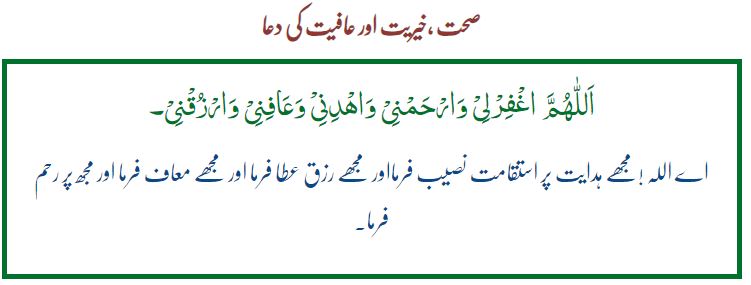 صحت ، خیریت اور عافیت کی دعا
اَللّٰهُمَّ اغْفِرْ لِیْ وَارْحَمْنِیْ وَاهْدِنِیْ وَعَافِنِیْ وَارْزُقْنِیْ۔
اے اللہ ! مجھے ہدایت پر استقامت نصیب فرما اور مجھے رزق عطا فرما اور مجھے معاف فرما اور مجھ پر رحم
فرما۔